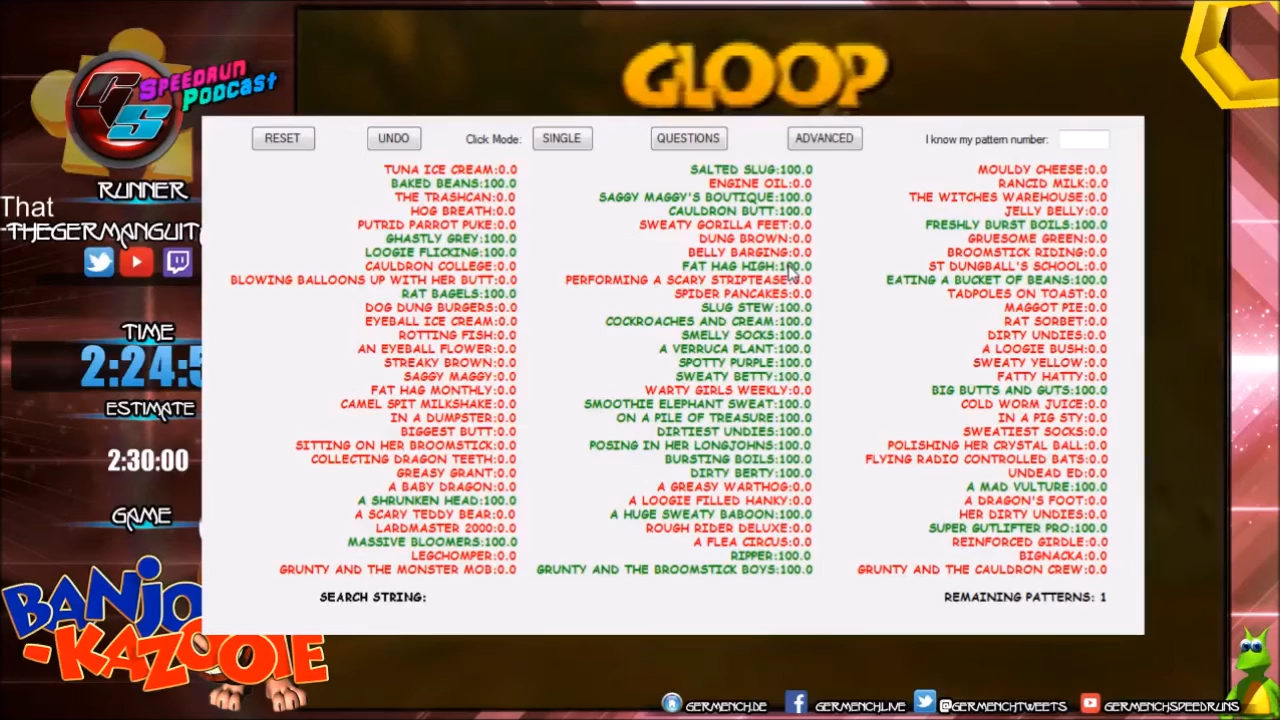 GLOOP
SPEEDRUN
PODCAST
GS
RUNNER
That
-THEGERMANGUIT
TIME
2:24:5
ESTIMATE
2:30:00
GAME
BANJO
-KAZOOIE
RESET UNDO Click Mode: SINGLE QUESTIONS ADVANCED I know my pattern number:
TUNA ICE CREAM:0.0 SALTED SLUG:100.0 MOULDY CHEESE:0.0
BAKED BEANS:100.0 ENGINE OIL:0.0 RANCID MILK:0.0
THE TRASHCAN:0.0 SAGGY MAGGY'S BOUTIQUE:100.0 THE WITCHES WAREHOUSE:0.0
HOG BREATH:0.0 CAULDRON BUTT:100.0 JELLY BELLY:0.0
PUTRID PARROT PUKE:0.0 SWEATY GORILLA FEET:0.0 FRESHLY BURST BOILS:100.0
GHASTLY GREY:100.0 DUNG BROWN:0.0 GRUESOME GREEN:0.0
LOOGIE FLICKING:100.0 BELLY BARGING:0.0 BROOMSTICK RIDING:0.0
CAULDRON COLLEGE:0.0 FAT HAG HIGH:100.0 ST DUNGBALL'S SCHOOL:0.0
BLOWING BALLOONS UP WITH HER BUTT:0.0 PERFORMING A SCARY STRIPTEASE:0.0 EATING A BUCKET OF BEANS:100.0
RAT BAGELS:100.0 SPIDER PANCAKES:0.0 TADPOLES ON TOAST:0.0
DOG DUNG BURGERS:0.0 SLUG STEW:100.0 MAGGOT PIE:0.0
EYEBALL ICE CREAM:0.0 COCKROACHES AND CREAM:100.0 RAT SORBET:0.0
ROTTING FISH:0.0 SMELLY SOCKS:100.0 DIRTY UNDIES:0.0
AN EYEBALL FLOWER:0.0 A VERRUCA PLANT:100.0 A LOOGIE BUSH:0.0
STREAKY BROWN:0.0 SPOTTY PURPLE:100.0 SWEATY YELLOW:0.0
SAGGY MAGGY:0.0 SWEATY BETTY:100.0 FATTY HATTY:0.0
FAT HAG MONTHLY:0.0 WARTY GIRLS WEEKLY:0.0 BIG BUTTS AND GUTS:100.0
CAMEL SPIT MILKSHAKE:0.0 SMOOTHIE ELEPHANT SWEAT:100.0 COLD WORM JUICE:0.0
IN A DUMPSTER:0.0 ON A PILE OF TREASURE:100.0 IN A PIG STY:0.0
BIGGEST BUTT:0.0 DIRTIEST UNDIES:100.0 SWEATIEST SOCKS:0.0
SITTING ON HER BROOMSTICK:0.0 POSING IN HER LONGJOHNS:100.0 POLISHING HER CRYSTAL BALL:0.0
COLLECTING DRAGON TEETH:0.0 BURSTING BOILS:100.0 FLYING RADIO CONTROLLED BATS:0.0
GREASY GRANT:0.0 DIRTY BERTY:100.0 UNDEAD ED:0.0
A BABY DRAGON:0.0 A GREASY WARTHOG:0.0 A MAD VULTURE:100.0
A SHRUNKEN HEAD:100.0 A LOOGIE FILLED HANKY:0.0 A DRAGON'S FOOT:0.0
A SCARY TEDDY BEAR:0.0 A HUGE SWEATY BABOON:100.0 HER DIRTY UNDIES:0.0
LARDMASTER 2000:0.0 ROUGH RIDER DELUXE:0.0 SUPER GUTLIFTER PRO:100.0
MASSIVE BLOOMERS:100.0 A FLEA CIRCUS:0.0 REINFORCED GIRDLE:0.0
LEGCHOMPER:0.0 RIPPER:100.0 BIGNACKA:0.0
GRUNTY AND THE MONSTER MOB:0.0 GRUNTY AND THE BROOMSTICK BOYS:100.0 GRUNTY AND THE CAULDRON CREW:0.0
SEARCH STRING: REMAINING PATTERNS: 1
GERMENCH.DE GERMENCHLIVE @GERMENCHTWEETS GERMENCHSPEEDRUNS